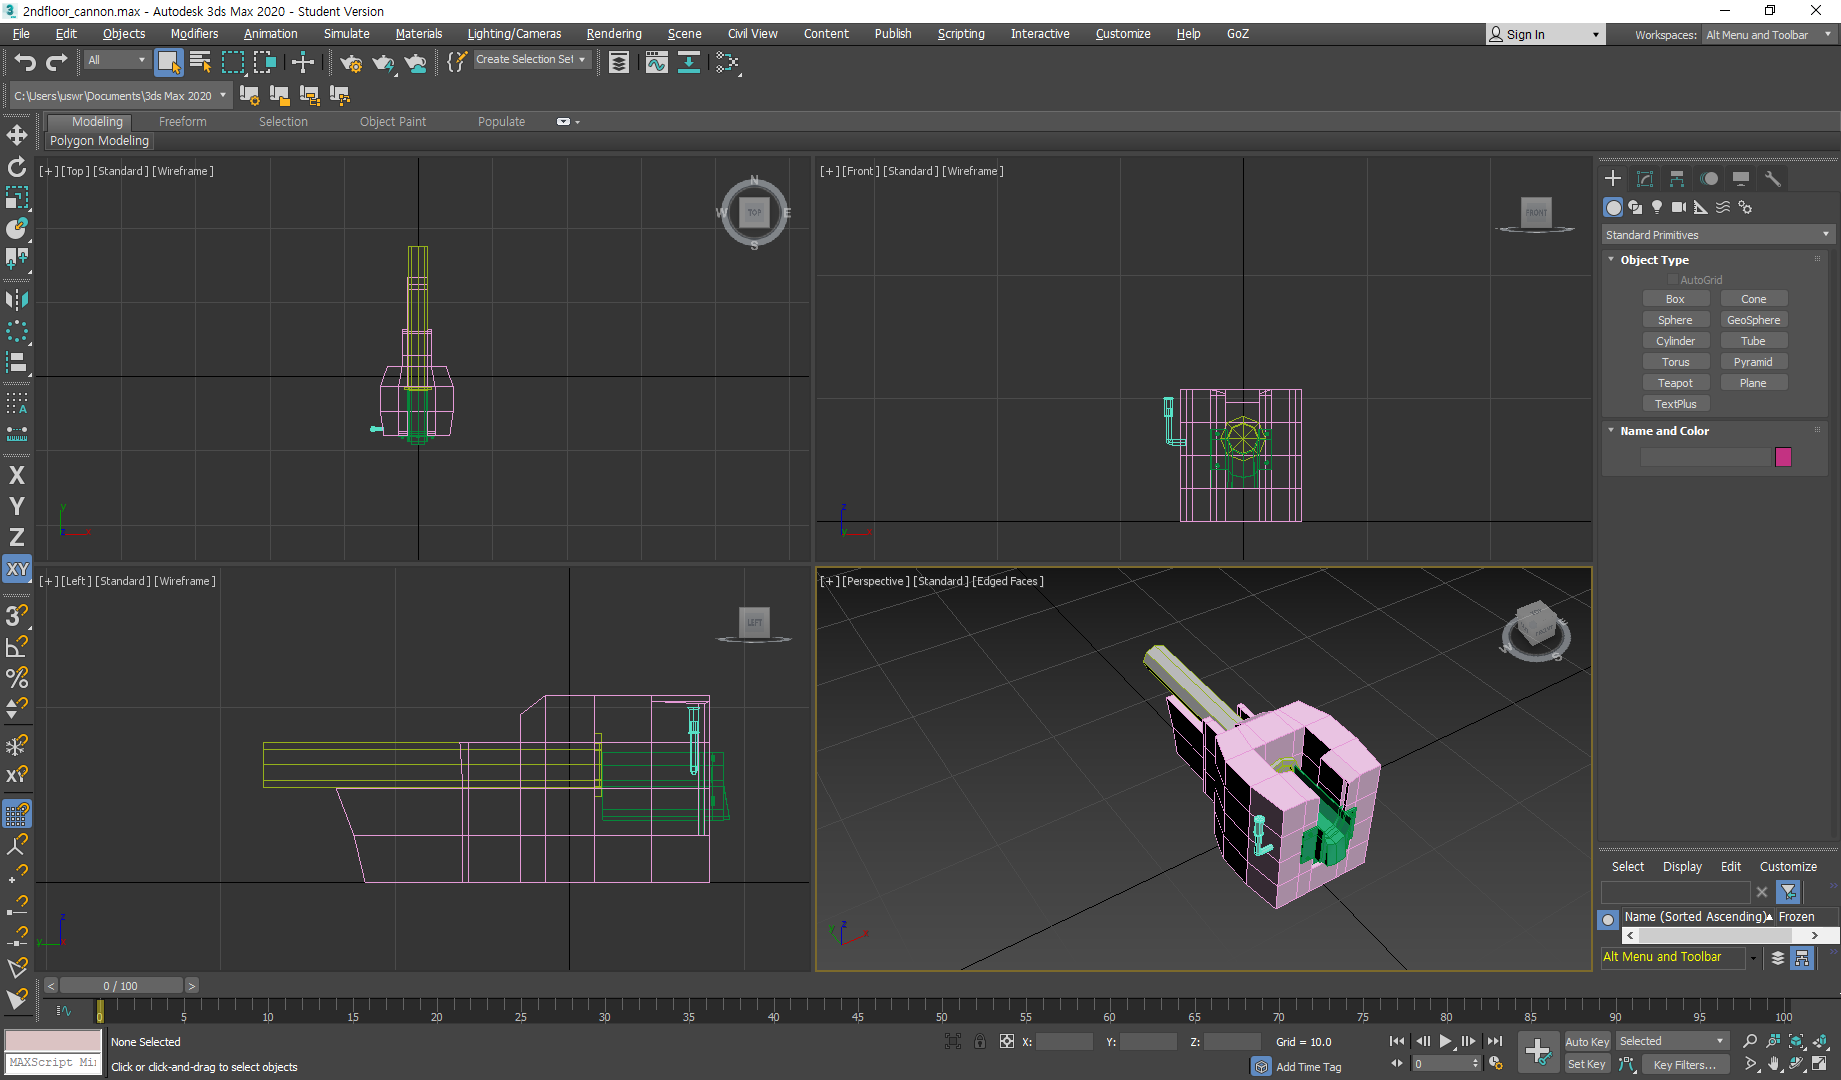 2ndfloor_cannon.max - Autodesk 3ds Max 2020 - Student Version
File Edit Objects Modifiers Animation Simulate Materials Lighting/Cameras Rendering Scene Civil View Content Publish Scripting Interactive Customize Help GoZ
Sign In
Workspaces: Alt Menu and Toolbar
All
Create Selection Set
C:\Users\uswr\Documents\3ds Max 2020
Modeling Freeform Selection Object Paint Populate
Polygon Modeling
[+] [Top] [Standard] [Wireframe]
N
W TOP E
S
[+] [Front] [Standard] [Wireframe]
FRONT
Standard Primitives
Object Type
AutoGrid
Box Cone
Sphere GeoSphere
Cylinder Tube
Torus Pyramid
Teapot Plane
TextPlus
Name and Color
X
Y
Z
XY
y
x
z
[+] [Left] [Standard] [Wireframe]
LEFT
[+] [Perspective] [Standard] [Edged Faces]
W S
3
%
XY
Select Display Edit Customize
Name (Sorted Ascending) Frozen
Alt Menu and Toolbar
< 0 / 100 >
0 5 10 15 20 25 30 35 40 45 50 55 60 65 70 75 80 85 90 95 100
None Selected
X: Y: Z: Grid = 10.0
Auto Key Selected
MAXScript Mi
Click or click-and-drag to select objects
Add Time Tag
0
Set Key Key Filters...